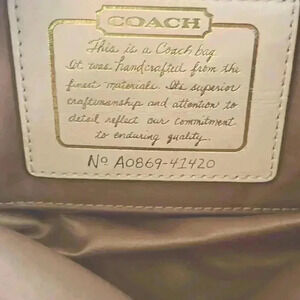 COACH
This is a Coach bag.
It was handcrafted from the
finest materials. Its superior
craftsmanship and attention to
detail reflect our commitment
to enduring quality.
Nº A0869-41420